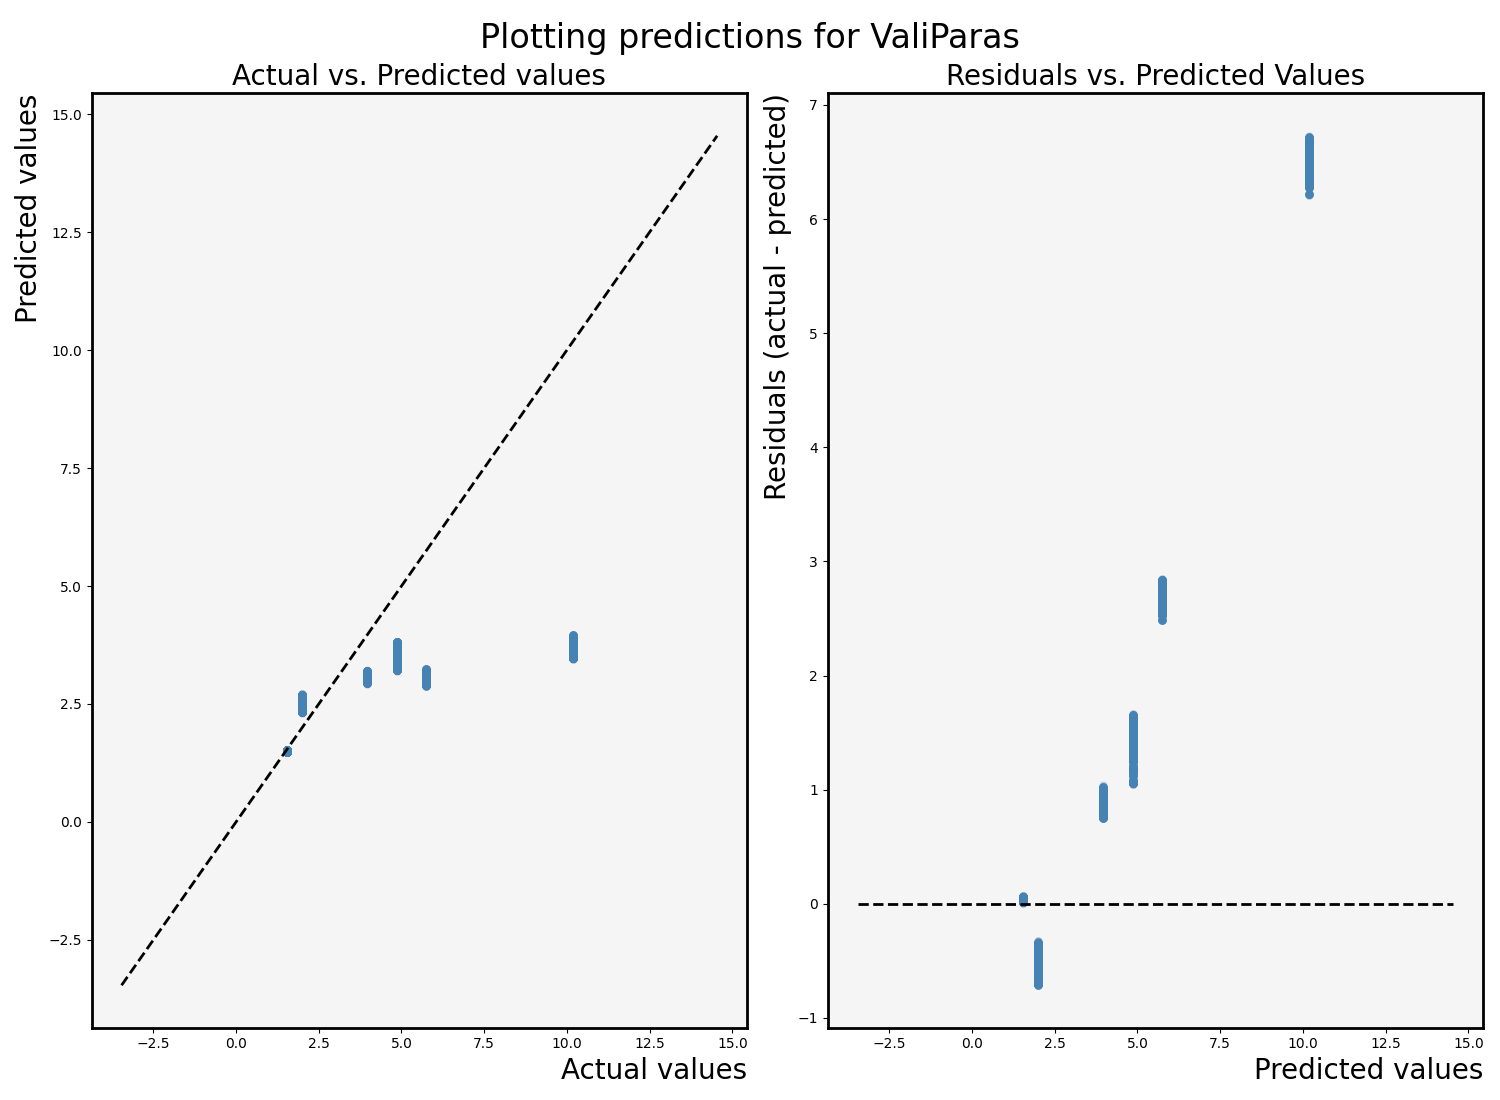 Plotting predictions for ValiParas
Actual vs. Predicted values
Predicted values
15.0
12.5
10.0
7.5
5.0
2.5
0.0
−2.5
−2.5 0.0 2.5 5.0 7.5 10.0 12.5 15.0
Actual values
Residuals vs. Predicted Values
Residuals (actual - predicted)
7
6
5
4
3
2
1
0
−1
−2.5 0.0 2.5 5.0 7.5 10.0 12.5 15.0
Predicted values